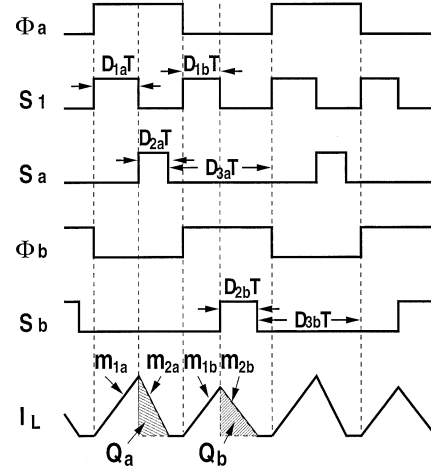 Φa
D1aT D1bT
S1
D2aT
Sa D3aT
Φb
D2bT
Sb D3bT
m1a m2a m1b m2b
IL
Qa Qb